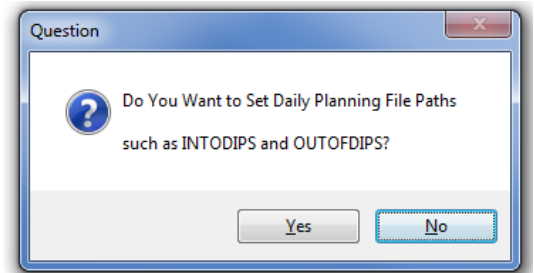 Question
Do You Want to Set Daily Planning File Paths
such as INTODIPS and OUTOFDIPS?
Yes
No